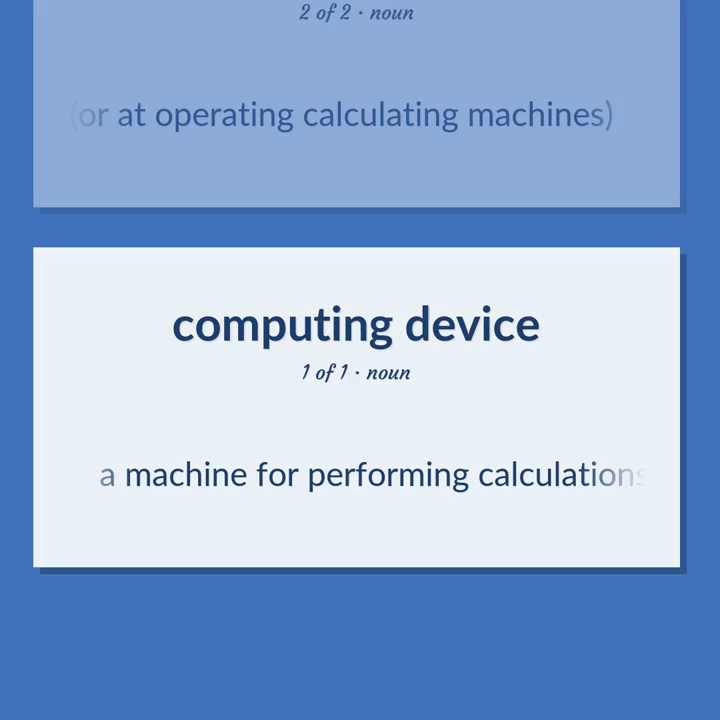 2 of 2 · noun
(or at operating calculating machines)
computing device
1 of 1 · noun
a machine for performing calculations